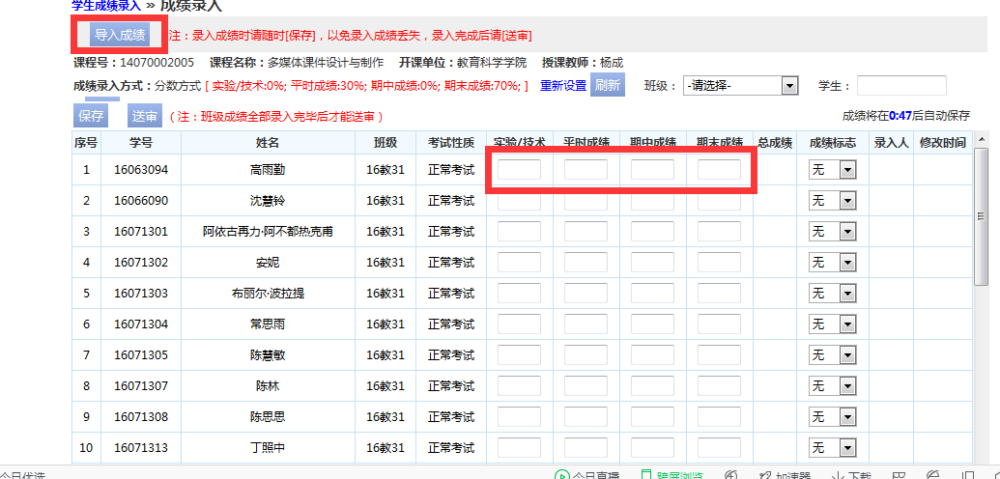 学生成绩录入 » 成绩录入
导入成绩 注：录入成绩时请随时[保存]，以免录入成绩丢失，录入完成后请[送审]
课程号：14070002005 课程名称：多媒体课件设计与制作 开课单位：教育科学学院 授课教师：杨成
成绩录入方式：分数方式 [ 实验/技术:0%; 平时成绩:30%; 期中成绩:0%; 期末成绩:70%; ] 重新设置 刷新 班级： -请选择- 学生：
保存 送审 （注：班级成绩全部录入完毕后才能送审） 成绩将在0:47后自动保存
序号 学号 姓名 班级 考试性质 实验/技术 平时成绩 期中成绩 期末成绩 总成绩 成绩标志 录入人 修改时间
1 16063094 高雨勤 16教31 正常考试 无
2 16066090 沈慧铃 16教31 正常考试 无
3 16071301 阿依古再力·阿不都热克甫 16教31 正常考试 无
4 16071302 安妮 16教31 正常考试 无
5 16071303 布丽尔·波拉提 16教31 正常考试 无
6 16071304 常思雨 16教31 正常考试 无
7 16071305 陈慧敏 16教31 正常考试 无
8 16071307 陈林 16教31 正常考试 无
9 16071308 陈思思 16教31 正常考试 无
10 16071313 丁照中 16教31 正常考试 无
今日优选 今日直播 跨屏浏览 加速器 下载